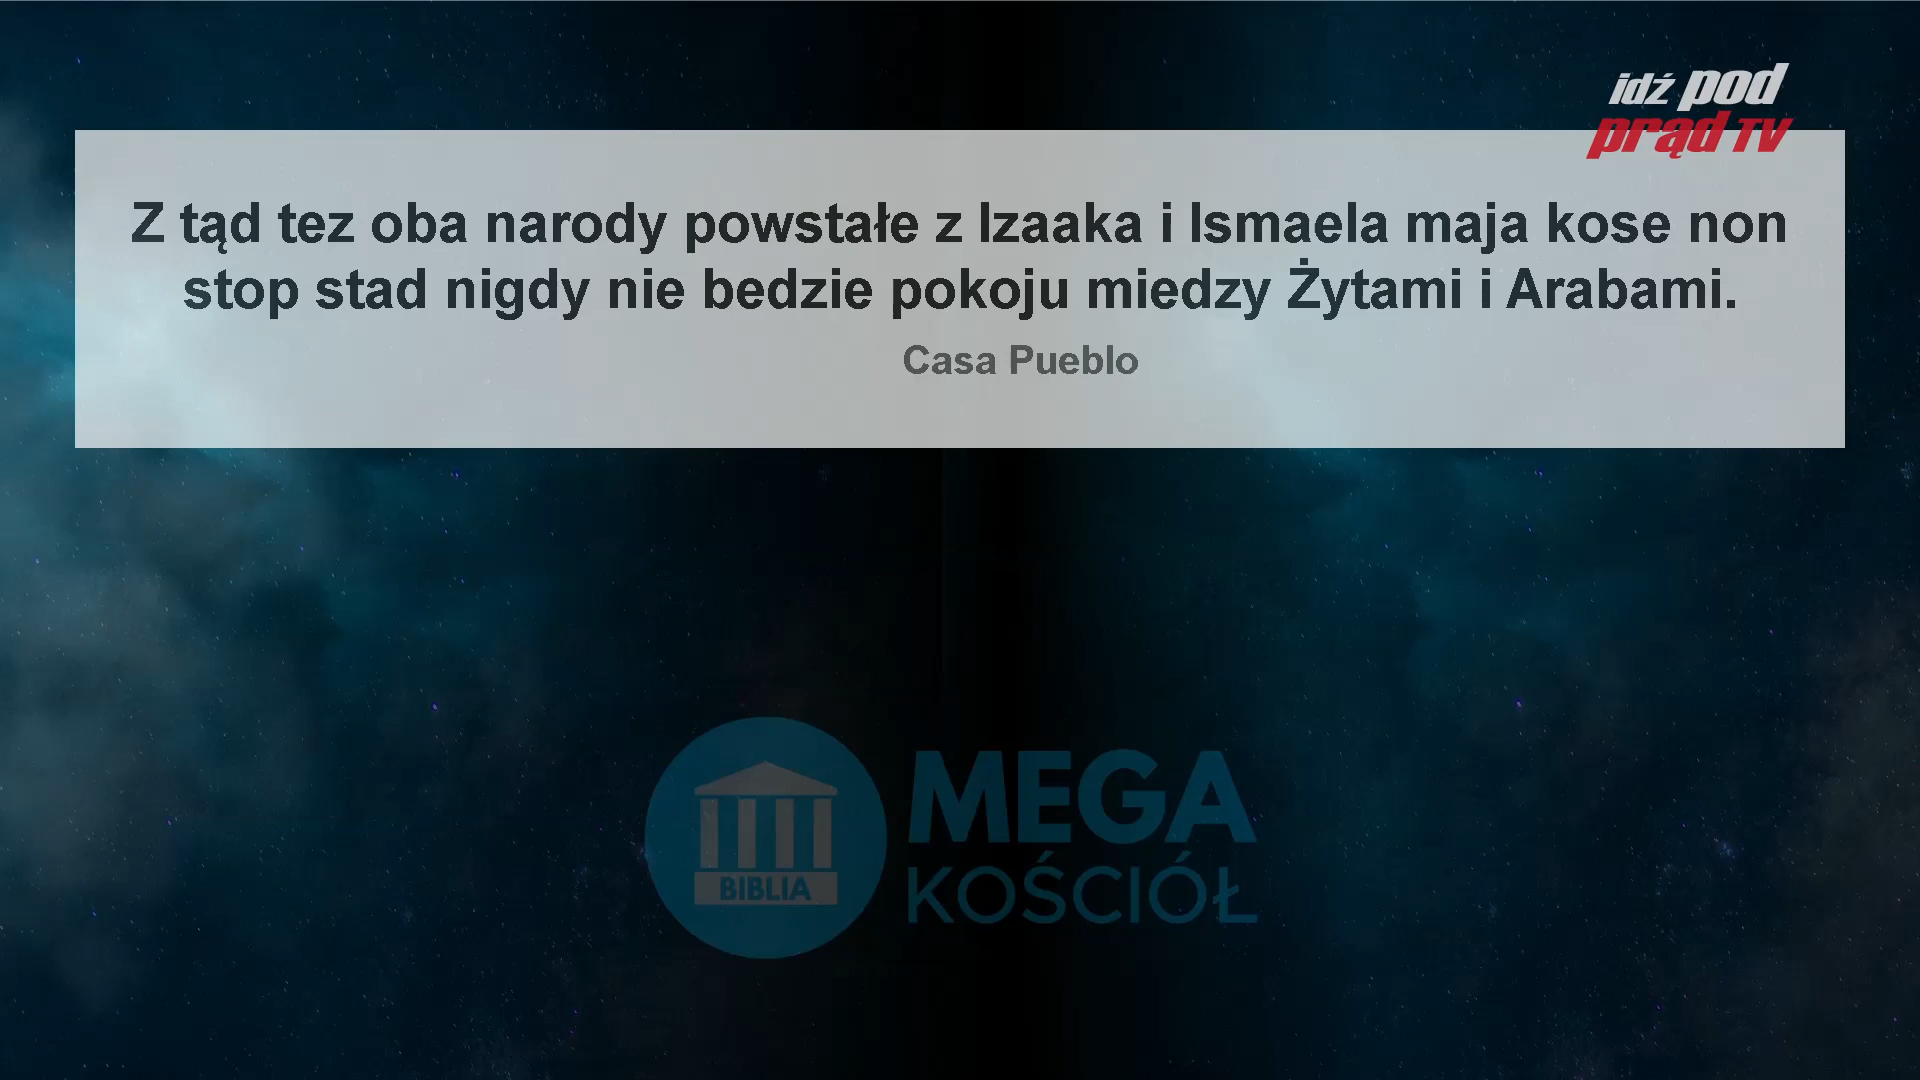 idź pod
prąd TV
Z tąd tez oba narody powstałe z Izaaka i Ismaela maja kose non
stop stad nigdy nie bedzie pokoju miedzy Żytami i Arabami.
Casa Pueblo
MEGA
KOŚCIÓŁ
BIBLIA